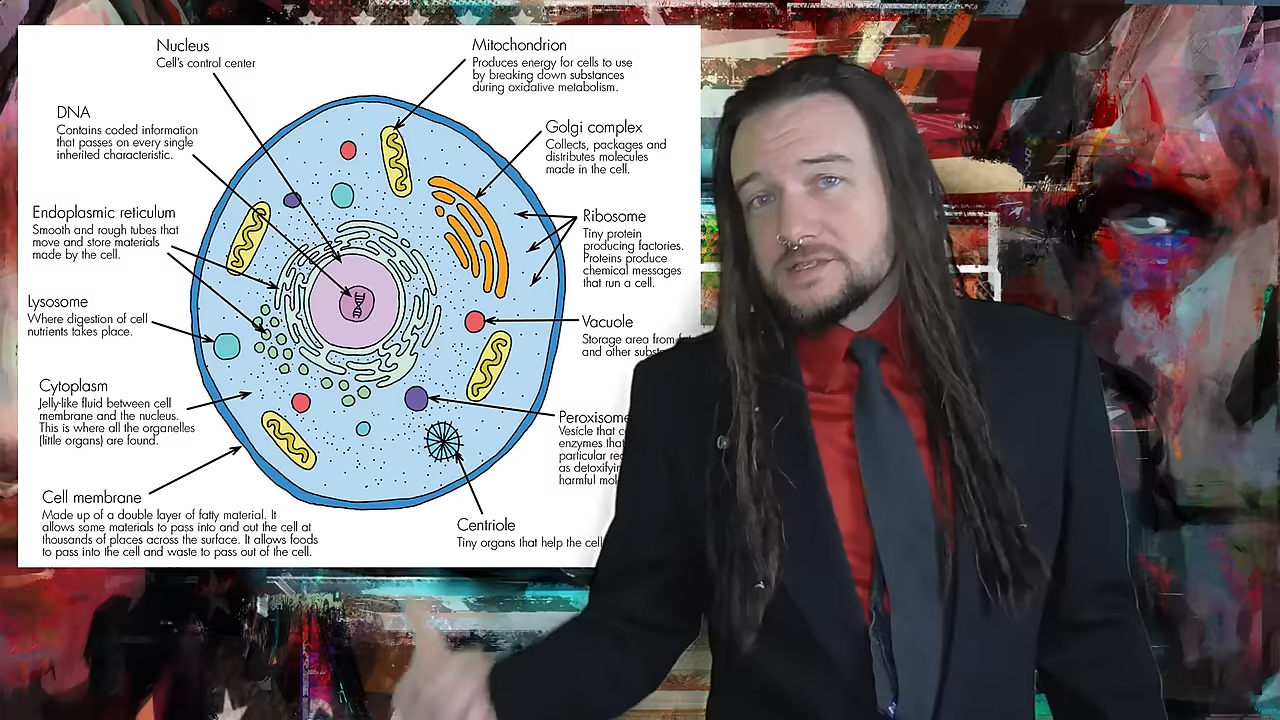 Nucleus
Cell's control center
Mitochondrion
Produces energy for cells to use
by breaking down substances
during oxidative metabolism.
DNA
Contains coded information
that passes on every single
inherited characteristic.
Golgi complex
Collects, packages and
distributes molecules
made in the cell.
Endoplasmic reticulum
Smooth and rough tubes that
move and store materials
made by the cell.
Ribosome
Tiny protein
producing factories.
Proteins produce
chemical messages
that run a cell.
Lysosome
Where digestion of cell
nutrients takes place.
Vacuole
Storage area from
and other
Cytoplasm
Jelly-like fluid between cell
membrane and the nucleus.
This is where all the organelles
(little organs) are found.
Peroxisome
Vesicle that
enzymes that
particular
as
harmful
Cell membrane
Made up of a double layer of fatty material. It
allows some materials to pass into and out the cell at
thousands of places across the surface. It allows foods
to pass into the cell and waste to pass out of the cell.
Centriole
Tiny organs that help the cell